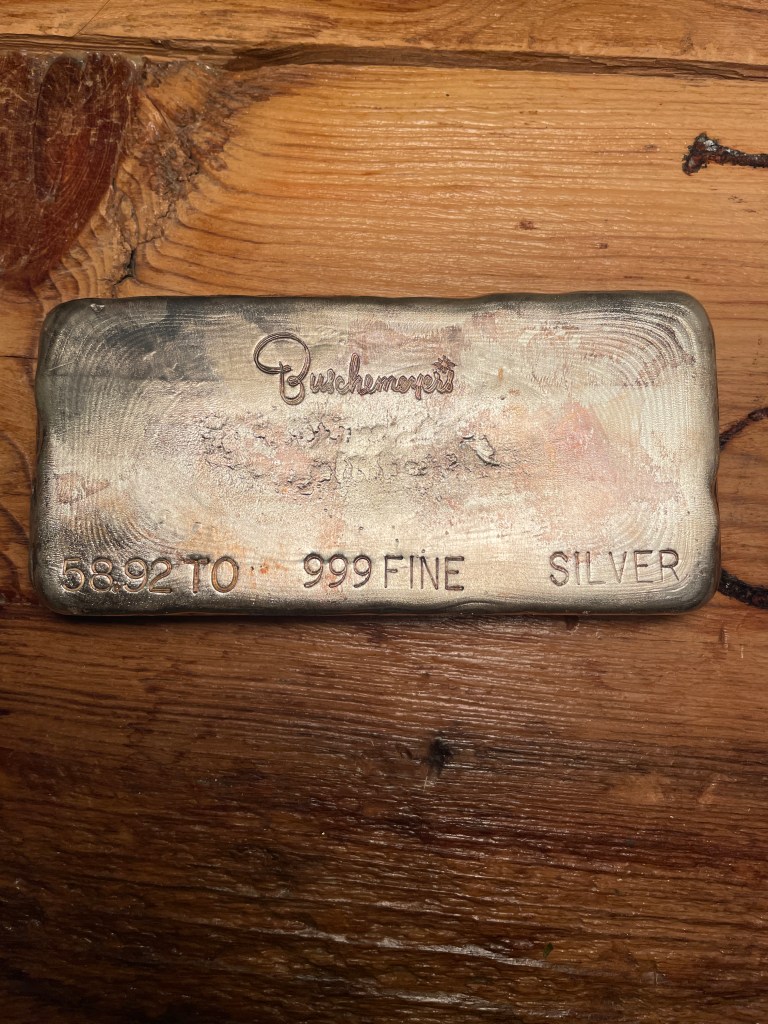 Buschemeyer's
58.92 TO 999 FINE SILVER